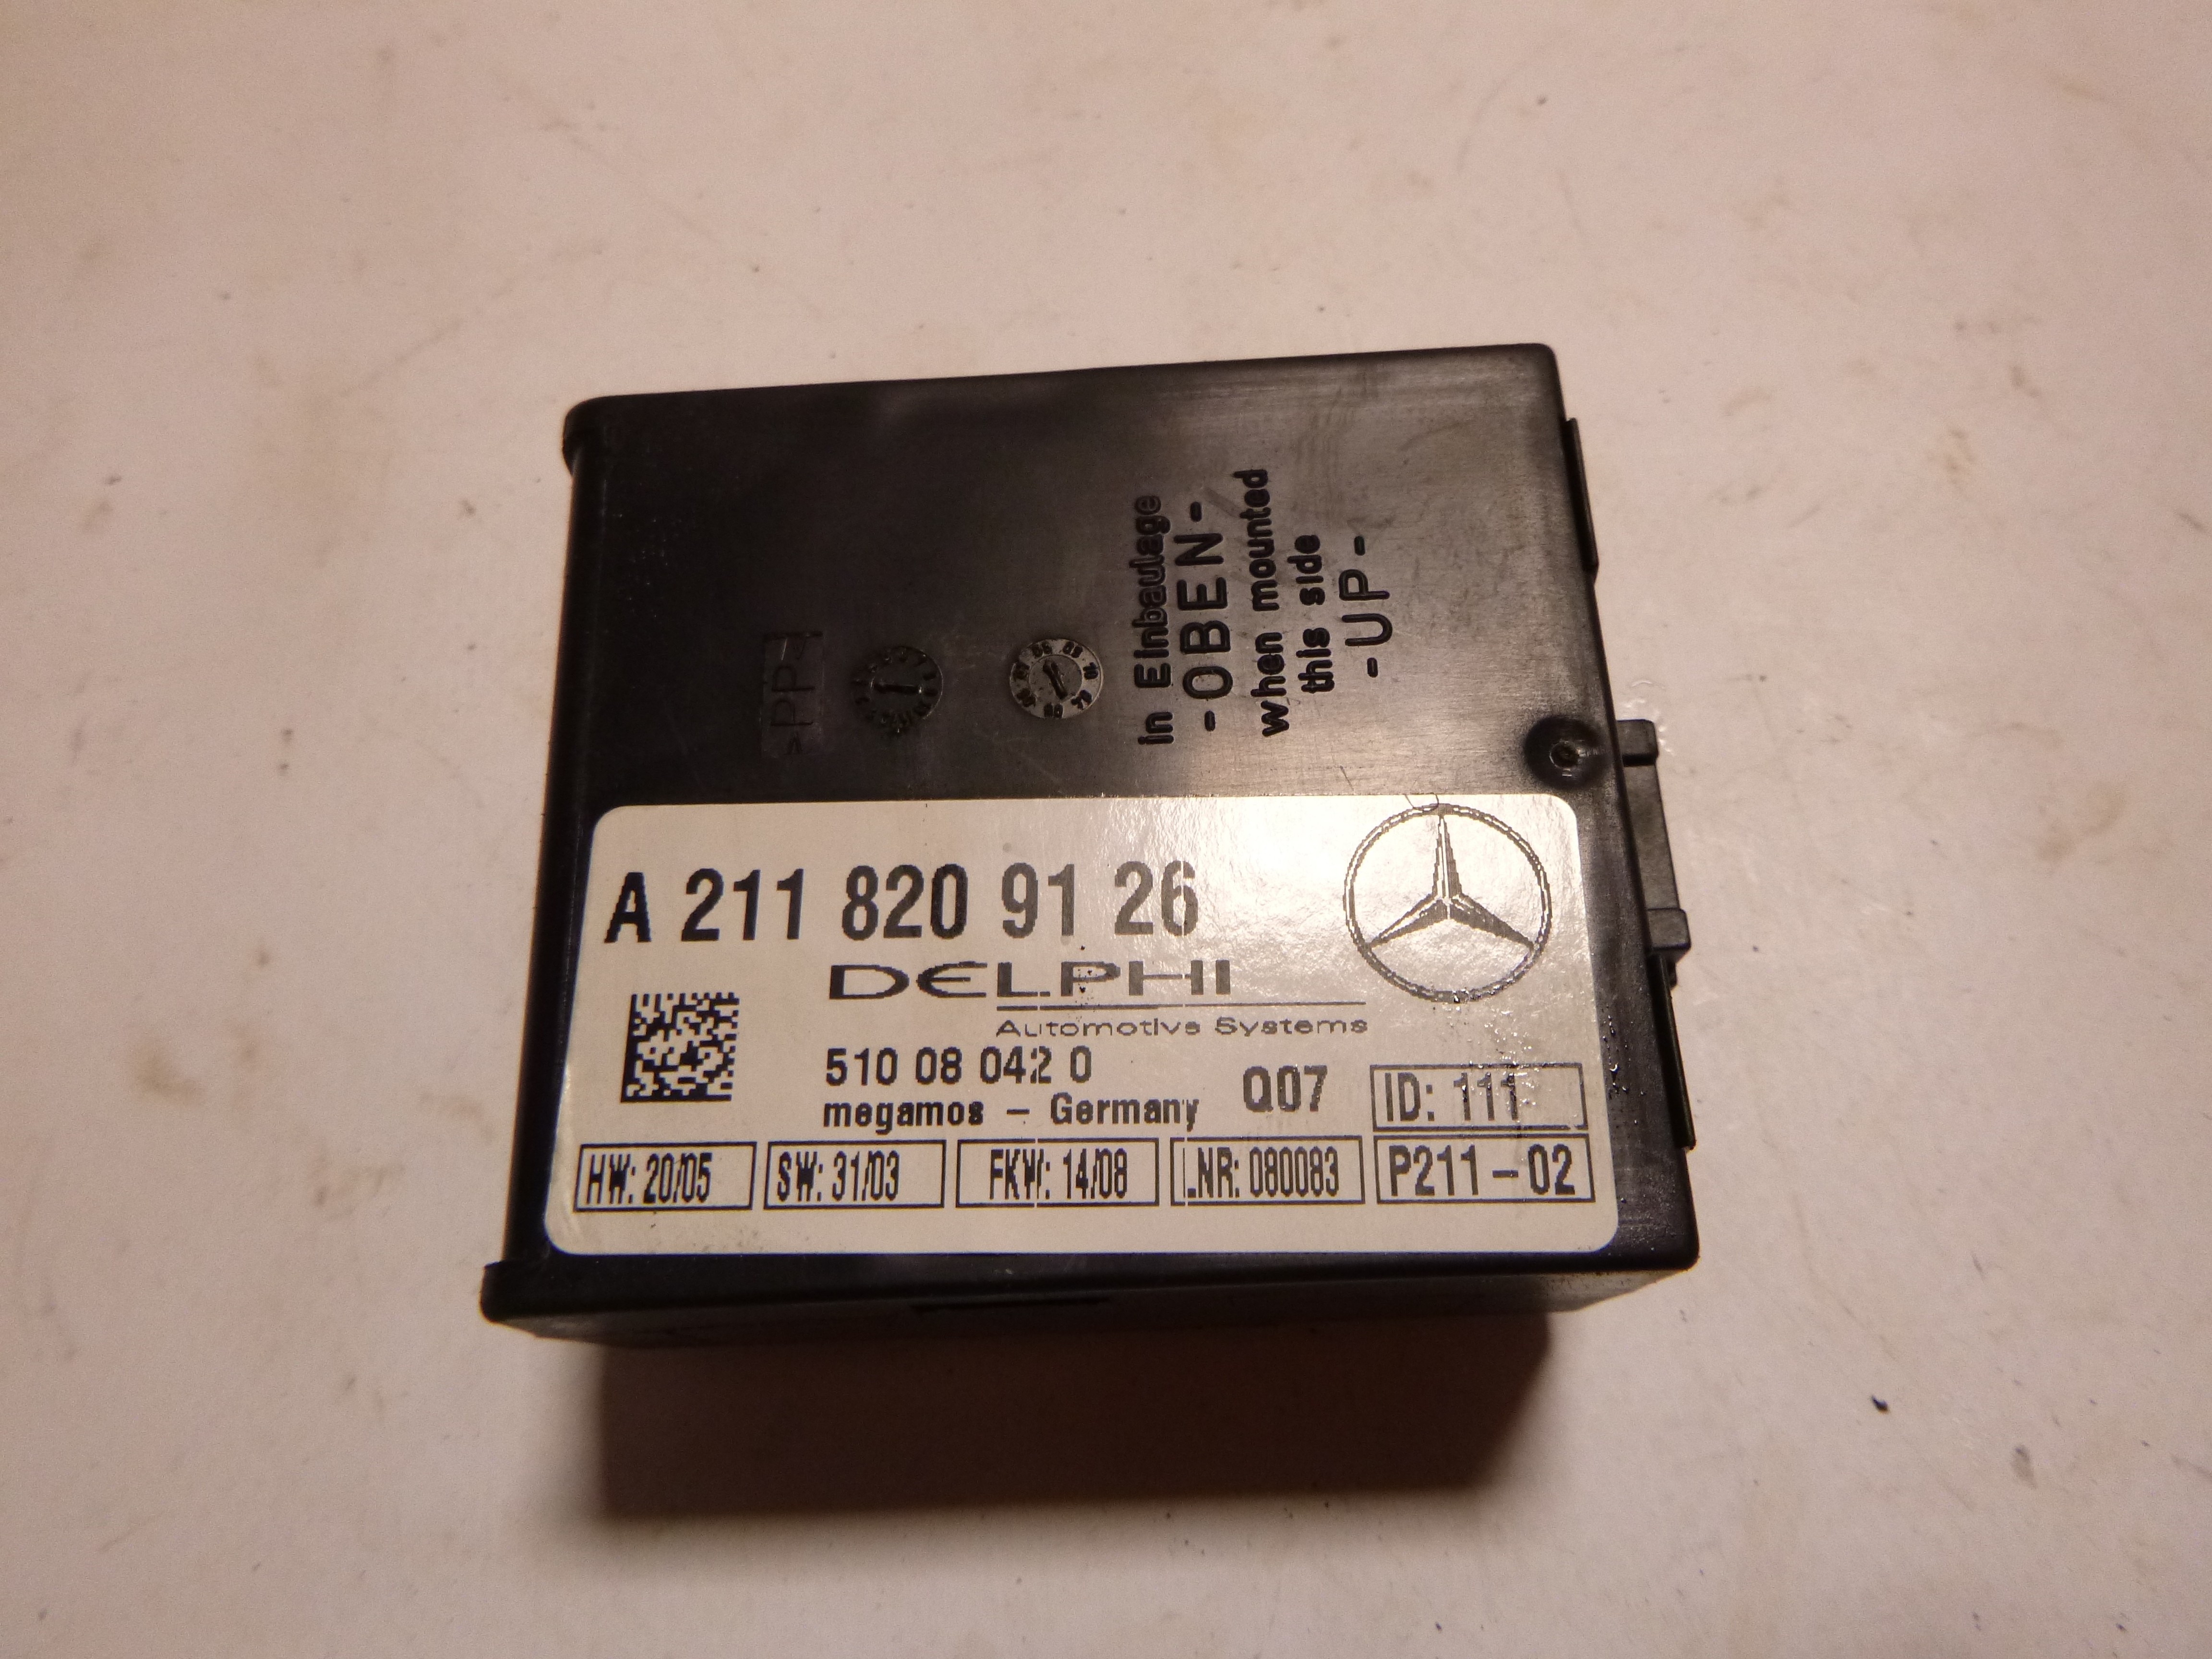 in Einbaulage
-OBEN-
when mounted
this side
-UP-
>PP<
A 211 820 91 26
DELPHI
Automotive Systems
510 08 042 0
megamos - Germany
Q07
ID: 111
HW: 20/05
SW: 31/03
FKW: 14/08
LNR: 080083
P211-02